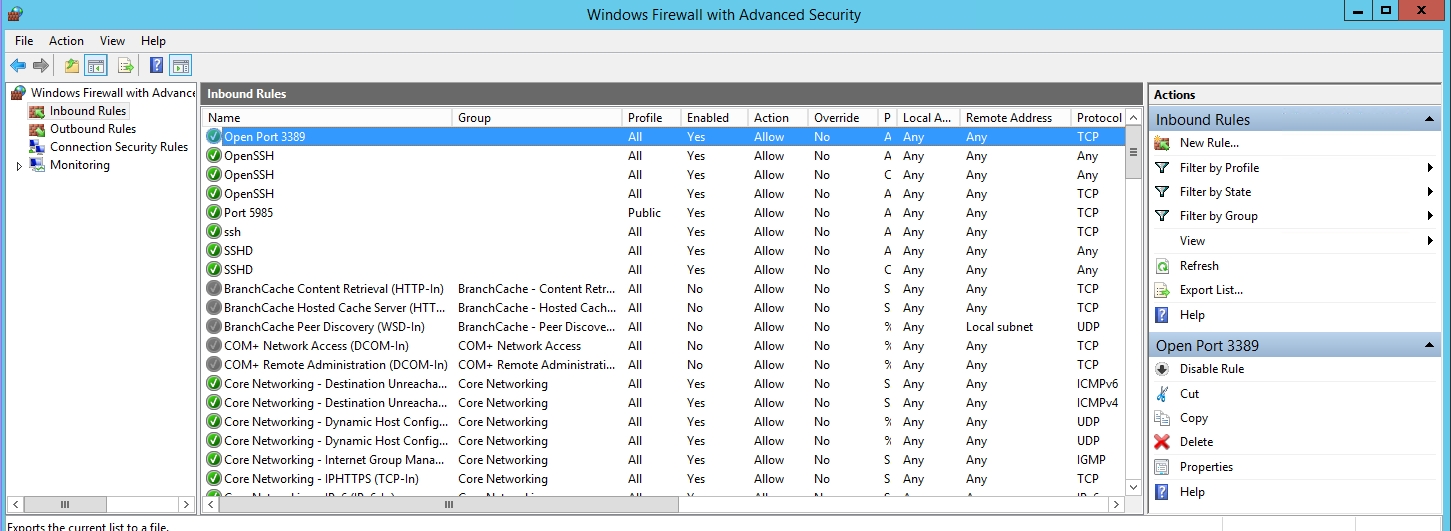 Windows Firewall with Advanced Security
File Action View Help
Windows Firewall with Advance
Inbound Rules
Outbound Rules
Connection Security Rules
Monitoring
Inbound Rules
Name Group Profile Enabled Action Override P Local A... Remote Address Protocol
Open Port 3389 All Yes Allow No A Any Any TCP
OpenSSH All Yes Allow No A Any Any Any
OpenSSH All Yes Allow No C Any Any Any
OpenSSH All Yes Allow No A Any Any TCP
Port 5985 Public Yes Allow No A Any Any TCP
ssh All Yes Allow No A Any Any TCP
SSHD All Yes Allow No A Any Any Any
SSHD All Yes Allow No C Any Any Any
BranchCache Content Retrieval (HTTP-In) BranchCache - Content Retr... All No Allow No S Any Any TCP
BranchCache Hosted Cache Server (HTT... BranchCache - Hosted Cach... All No Allow No S Any Any TCP
BranchCache Peer Discovery (WSD-In) BranchCache - Peer Discove... All No Allow No % Any Local subnet UDP
COM+ Network Access (DCOM-In) COM+ Network Access All No Allow No % Any Any TCP
COM+ Remote Administration (DCOM-In) COM+ Remote Administrati... All No Allow No % Any Any TCP
Core Networking - Destination Unreacha... Core Networking All Yes Allow No S Any Any ICMPv6
Core Networking - Destination Unreacha... Core Networking All Yes Allow No S Any Any ICMPv4
Core Networking - Dynamic Host Config... Core Networking All Yes Allow No % Any Any UDP
Core Networking - Dynamic Host Config... Core Networking All Yes Allow No % Any Any UDP
Core Networking - Internet Group Mana... Core Networking All Yes Allow No S Any Any IGMP
Core Networking - IPHTTPS (TCP-In) Core Networking All Yes Allow No S Any Any TCP
Actions
Inbound Rules
New Rule...
Filter by Profile
Filter by State
Filter by Group
View
Refresh
Export List...
Help
Open Port 3389
Disable Rule
Cut
Copy
Delete
Properties
Help
Exports the current list to a file.